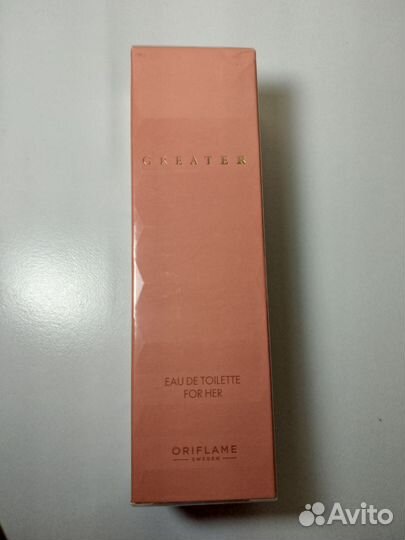 GREATER
EAU DE TOILETTE
FOR HER
ORIFLAME
SWEDEN
Avito